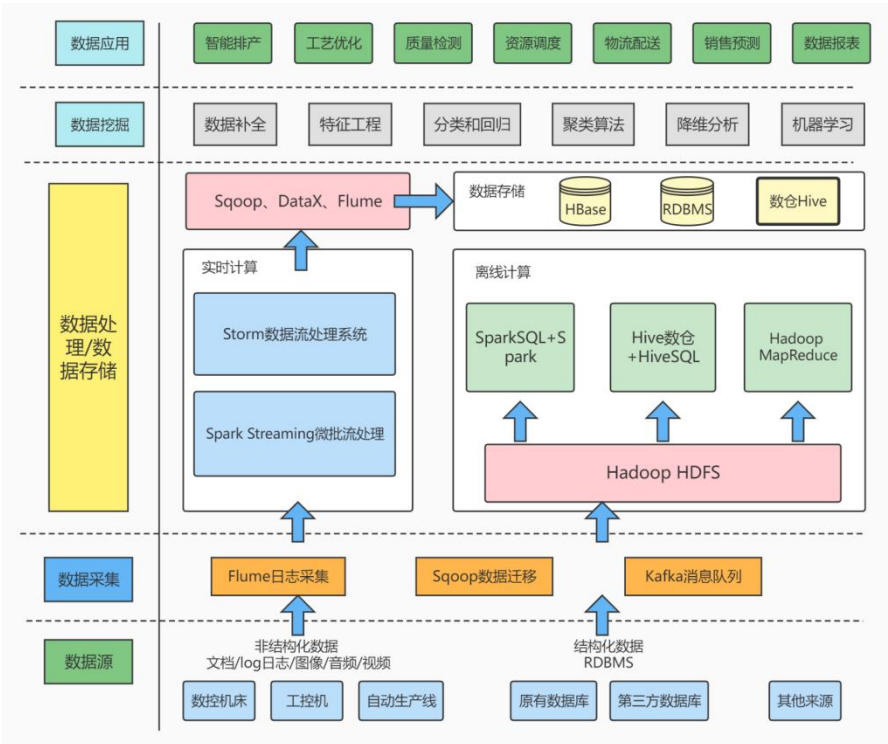 数据应用
智能排产
工艺优化
质量检测
资源调度
物流配送
销售预测
数据报表
数据挖掘
数据补全
特征工程
分类和回归
聚类算法
降维分析
机器学习
数据处
理/数
据存储
Sqoop、DataX、Flume
数据存储
HBase
RDBMS
数仓Hive
实时计算
Storm数据流处理系统
Spark Streaming微批流处理
离线计算
SparkSQL+S
park
Hive数仓
+HiveSQL
Hadoop
MapReduce
Hadoop HDFS
数据采集
Flume日志采集
Sqoop数据迁移
Kafka消息队列
数据源
非结构化数据
文档/log日志/图像/音频/视频
结构化数据
RDBMS
数控机床
工控机
自动生产线
原有数据库
第三方数据库
其他来源